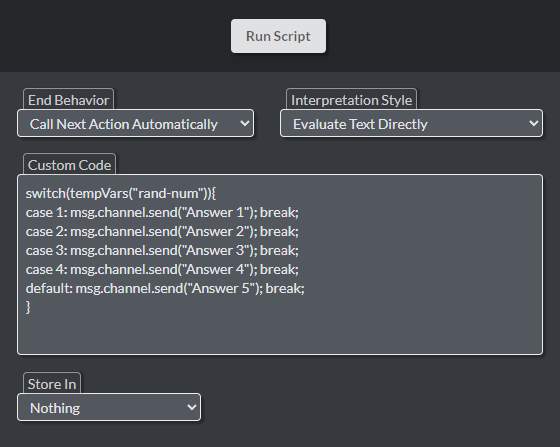 Run Script
End Behavior
Interpretation Style
Call Next Action Automatically
Evaluate Text Directly
Custom Code
switch(tempVars("rand-num")){
case 1: msg.channel.send("Answer 1"); break;
case 2: msg.channel.send("Answer 2"); break;
case 3: msg.channel.send("Answer 3"); break;
case 4: msg.channel.send("Answer 4"); break;
default: msg.channel.send("Answer 5"); break;
}
Store In
Nothing